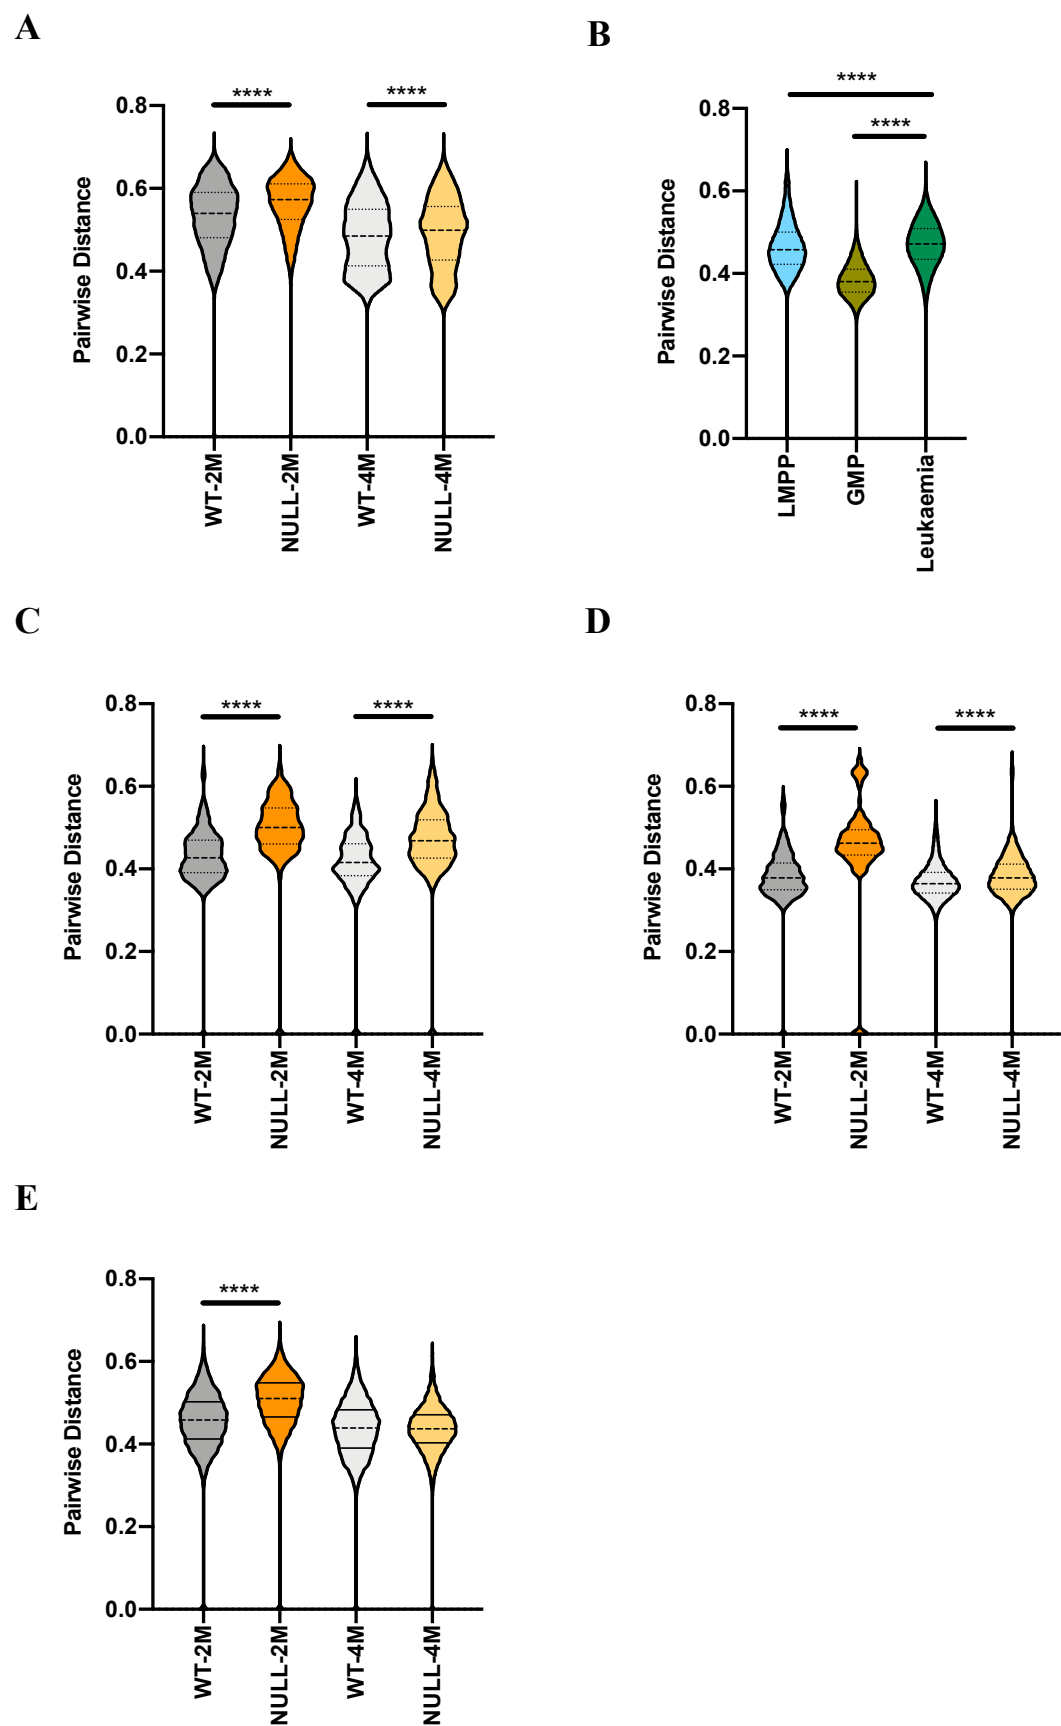 A
Pairwise Distance
0.8
0.6
0.4
0.2
0.0
****
****
WT-2M
NULL-2M
WT-4M
NULL-4M
B
Pairwise Distance
0.8
0.6
0.4
0.2
0.0
****
****
LMPP
GMP
Leukaemia
C
Pairwise Distance
0.8
0.6
0.4
0.2
0.0
****
****
WT-2M
NULL-2M
WT-4M
NULL-4M
D
Pairwise Distance
0.8
0.6
0.4
0.2
0.0
****
****
WT-2M
NULL-2M
WT-4M
NULL-4M
E
Pairwise Distance
0.8
0.6
0.4
0.2
0.0
****
WT-2M
NULL-2M
WT-4M
NULL-4M